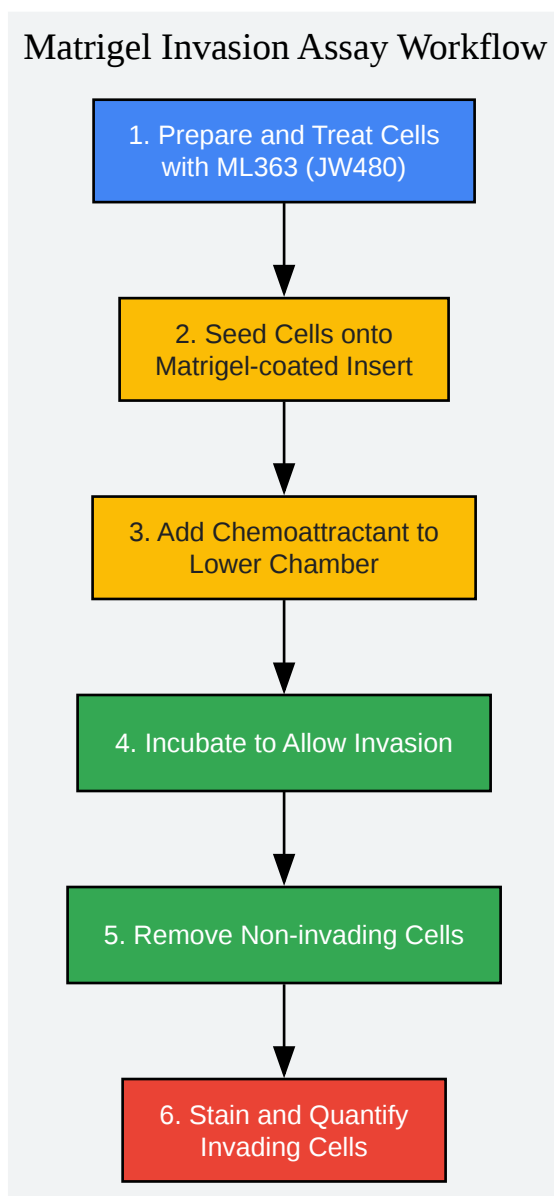 Matrigel Invasion Assay Workflow
1. Prepare and Treat Cells
with ML363 (JW480)
2. Seed Cells onto
Matrigel-coated Insert
3. Add Chemoattractant to
Lower Chamber
4. Incubate to Allow Invasion
5. Remove Non-invading Cells
6. Stain and Quantify
Invading Cells